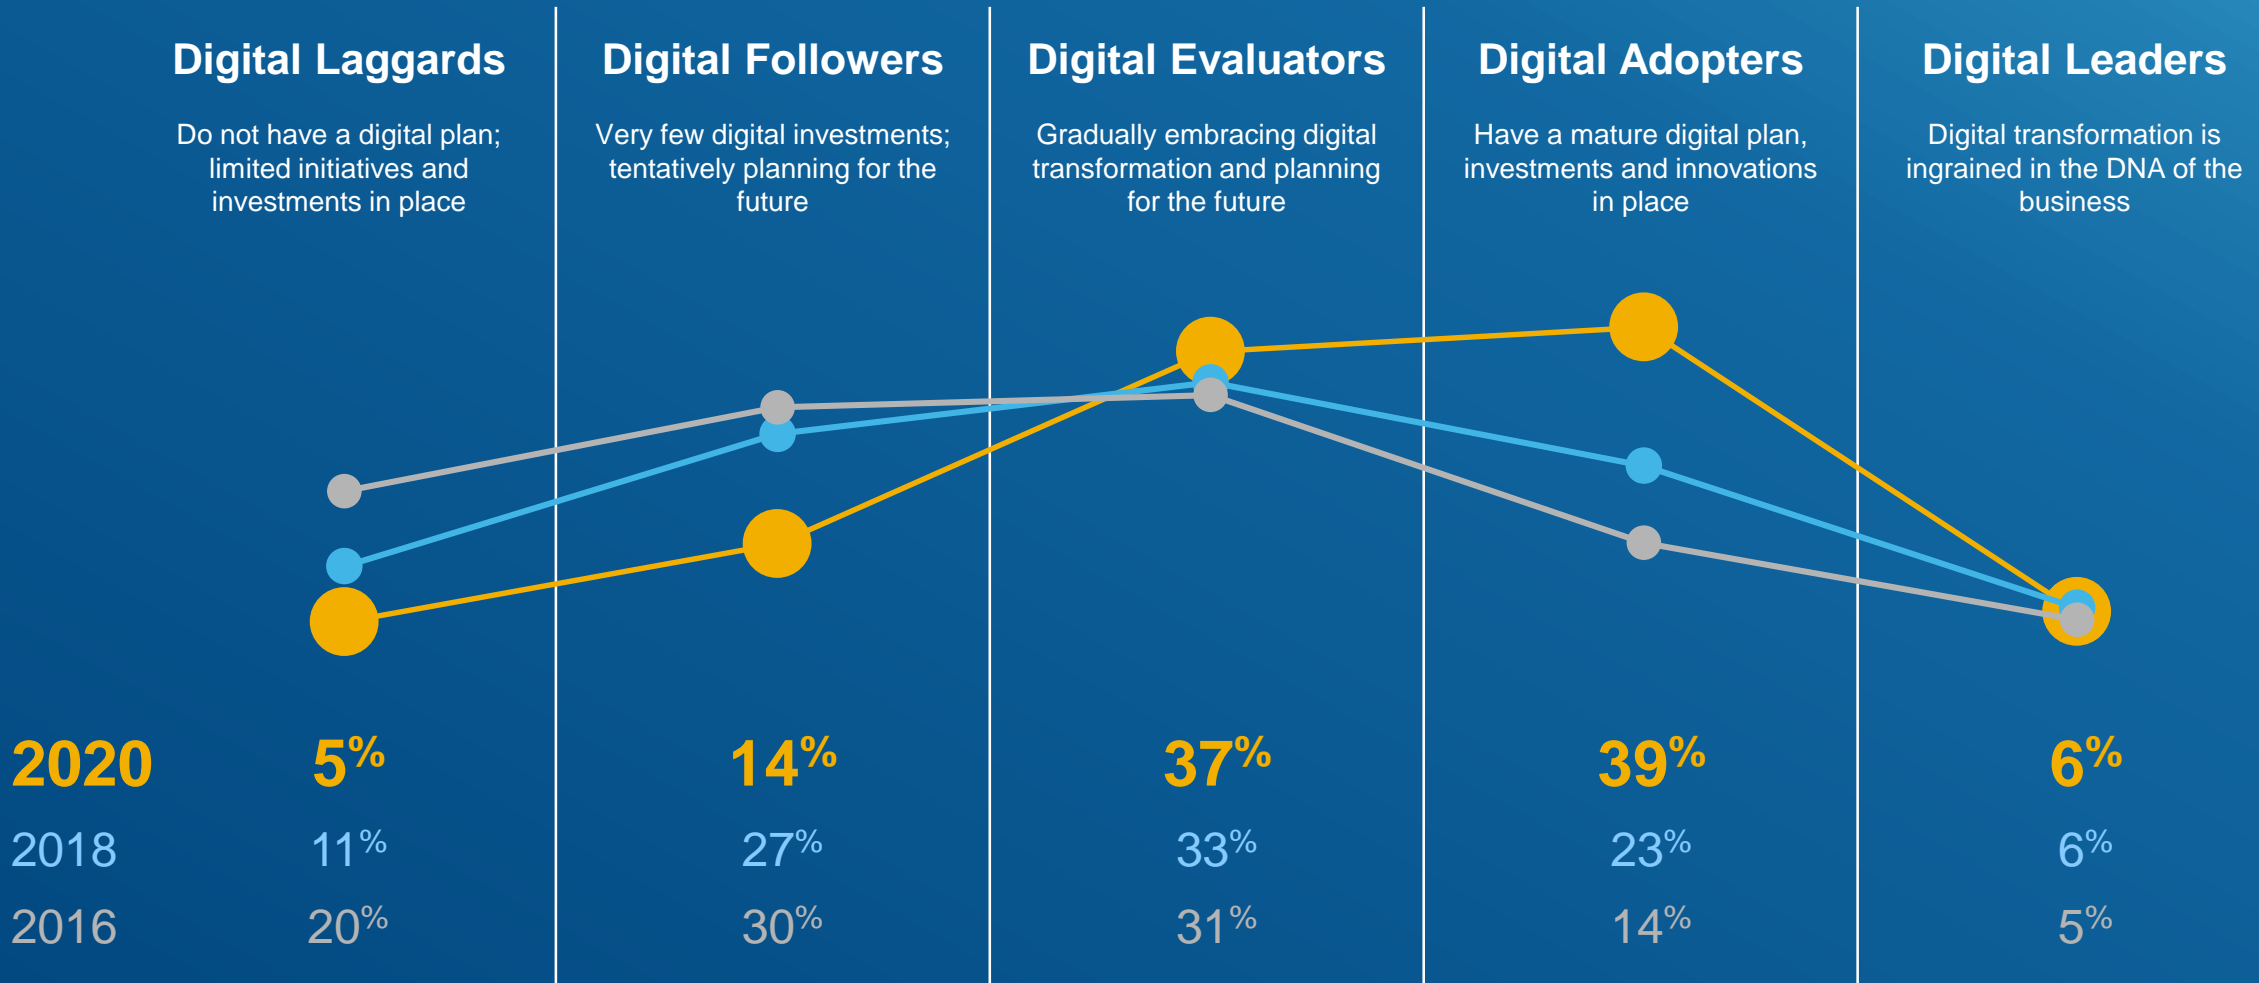 Digital Laggards
Do not have a digital plan;
limited initiatives and
investments in place
Digital Followers
Very few digital investments;
tentatively planning for the
future
Digital Evaluators
Gradually embracing digital
transformation and planning
for the future
Digital Adopters
Have a mature digital plan,
investments and innovations
in place
Digital Leaders
Digital transformation is
ingrained in the DNA of the
business
2020 5% 14% 37% 39% 6%
2018 11% 27% 33% 23% 6%
2016 20% 30% 31% 14% 5%